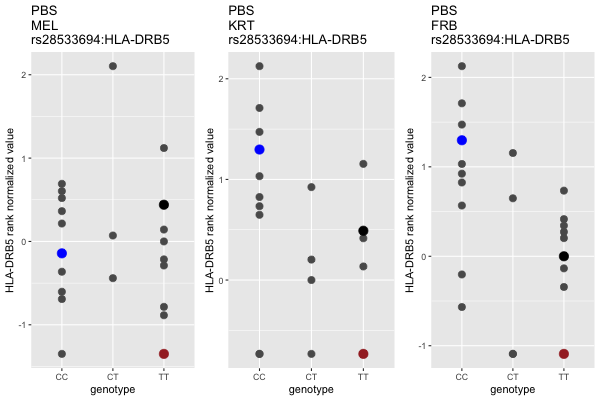 PBS
MEL
rs28533694:HLA-DRB5
HLA-DRB5 rank normalized value
2
1
0
-1
CC
CT
TT
genotype
PBS
KRT
rs28533694:HLA-DRB5
HLA-DRB5 rank normalized value
2
1
0
CC
CT
TT
genotype
PBS
FRB
rs28533694:HLA-DRB5
HLA-DRB5 rank normalized value
2
1
0
-1
CC
CT
TT
genotype